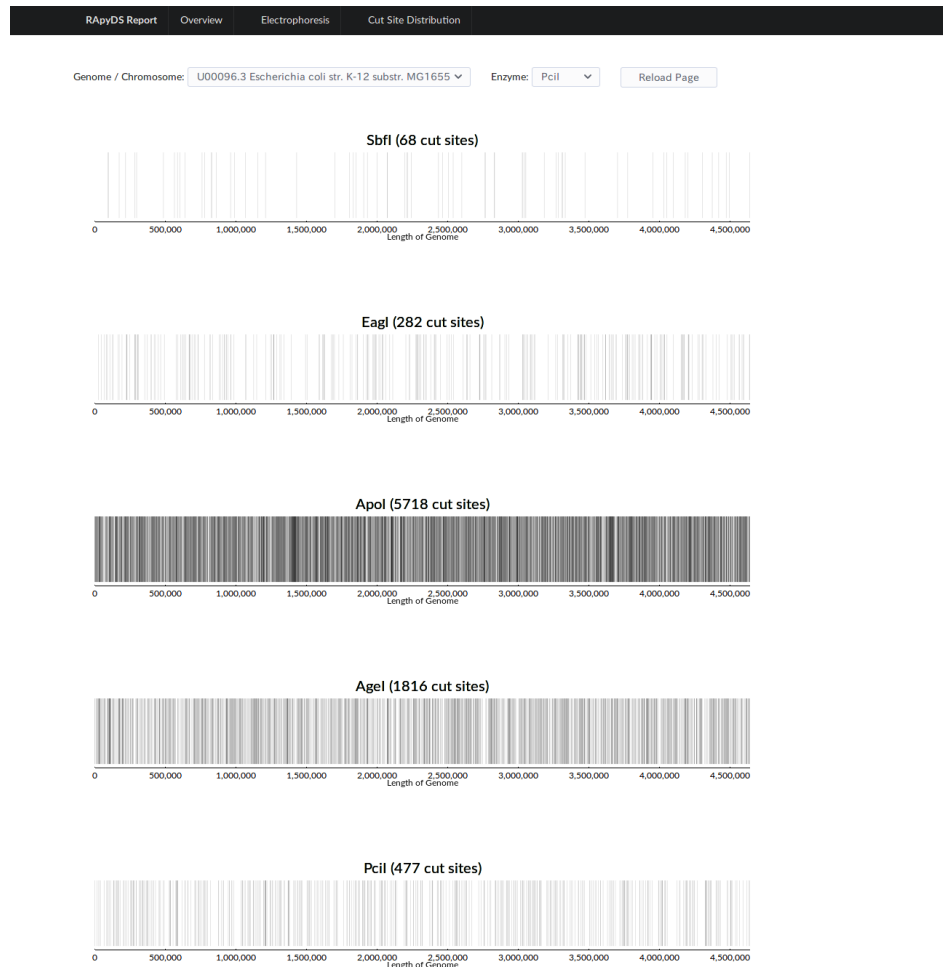 RApyDS Report Overview Electrophoresis Cut Site Distribution
Genome / Chromosome: U00096.3 Escherichia coli str. K-12 substr. MG1655 Enzyme: PciI Reload Page
SbfI (68 cut sites)
0 500,000 1,000,000 1,500,000 2,000,000 2,500,000 3,000,000 3,500,000 4,000,000 4,500,000
Length of Genome
EagI (282 cut sites)
0 500,000 1,000,000 1,500,000 2,000,000 2,500,000 3,000,000 3,500,000 4,000,000 4,500,000
Length of Genome
ApoI (5718 cut sites)
0 500,000 1,000,000 1,500,000 2,000,000 2,500,000 3,000,000 3,500,000 4,000,000 4,500,000
Length of Genome
AgeI (1816 cut sites)
0 500,000 1,000,000 1,500,000 2,000,000 2,500,000 3,000,000 3,500,000 4,000,000 4,500,000
Length of Genome
PciI (477 cut sites)
0 500,000 1,000,000 1,500,000 2,000,000 2,500,000 3,000,000 3,500,000 4,000,000 4,500,000
Length of Genome